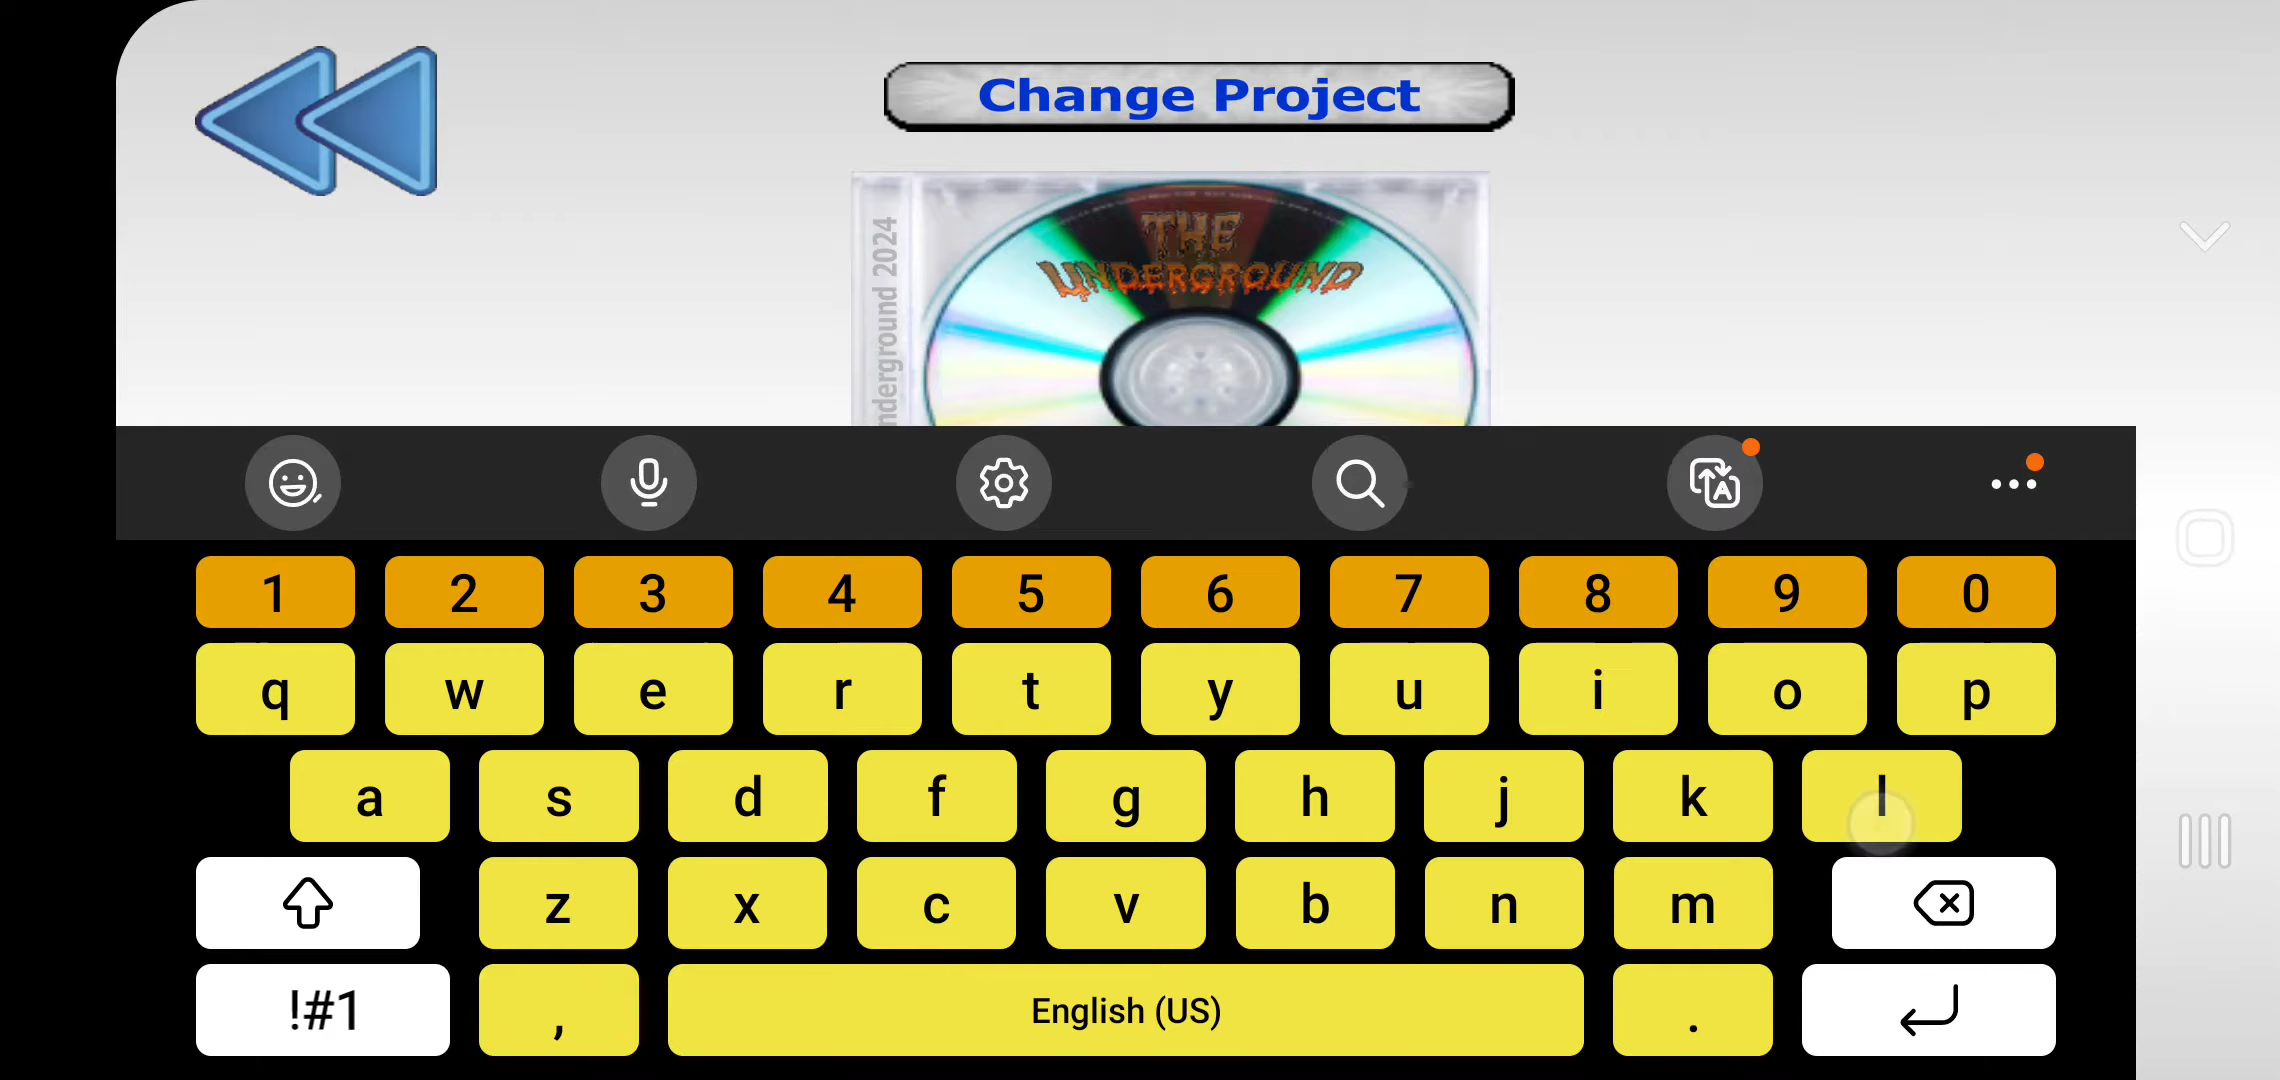 Change Project
THE
UNDERGROUND
nderground 2024
1 2 3 4 5 6 7 8 9 0
q w e r t y u i o p
a s d f g h j k l
z x c v b n m
!#1 , English (US) .